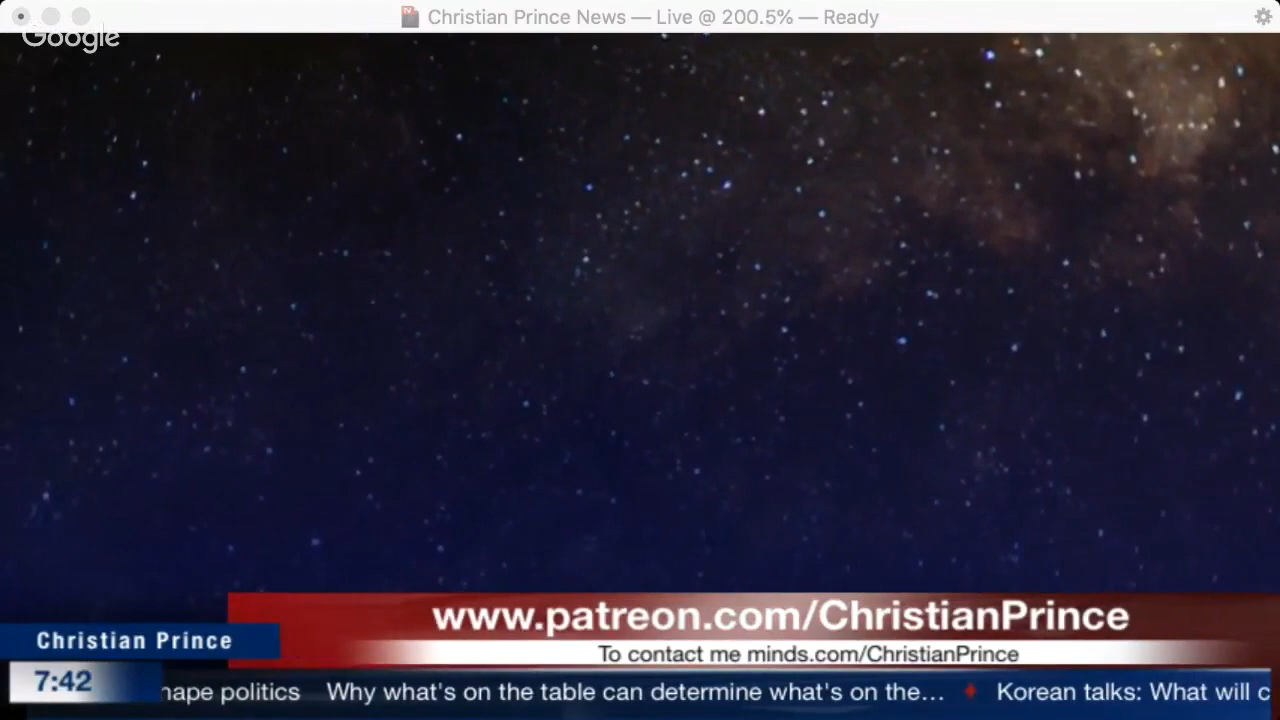 Christian Prince News — Live @ 200.5% — Ready
Google
www.patreon.com/ChristianPrince
Christian Prince
To contact me minds.com/ChristianPrince
7:42
politics Why what's on the table can determine what's on the... Korean talks: What will